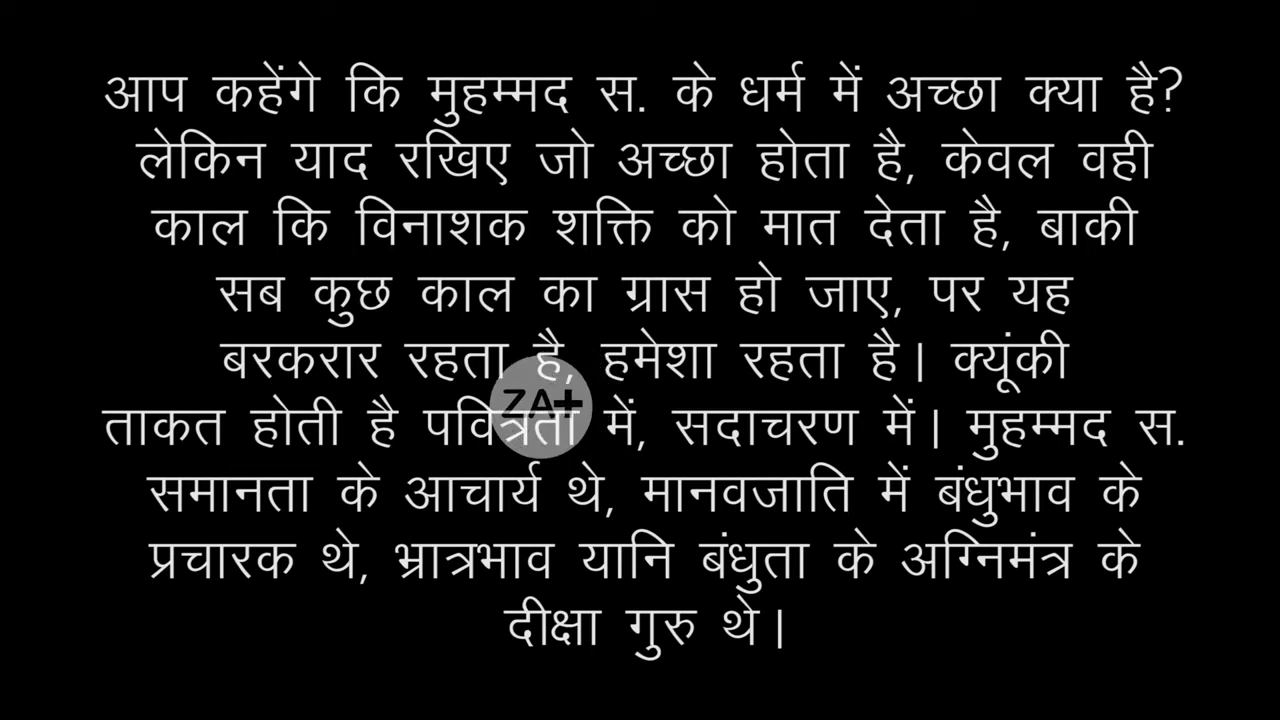 आप कहेंगे कि मुहम्मद स. के धर्म में अच्छा क्या है?
लेकिन याद रखिए जो अच्छा होता है, केवल वही
काल कि विनाशक शक्ति को मात देता है, बाकी
सब कुछ काल का ग्रास हो जाए, पर यह
बरकरार रहता है, हमेशा रहता है। क्यूंकी
ZA+
ताकत होती है पवित्रता में, सदाचरण में। मुहम्मद स.
समानता के आचार्य थे, मानवजाति में बंधुभाव के
प्रचारक थे, भ्रात्रभाव यानि बंधुता के अग्निमंत्र के
दीक्षा गुरु थे।